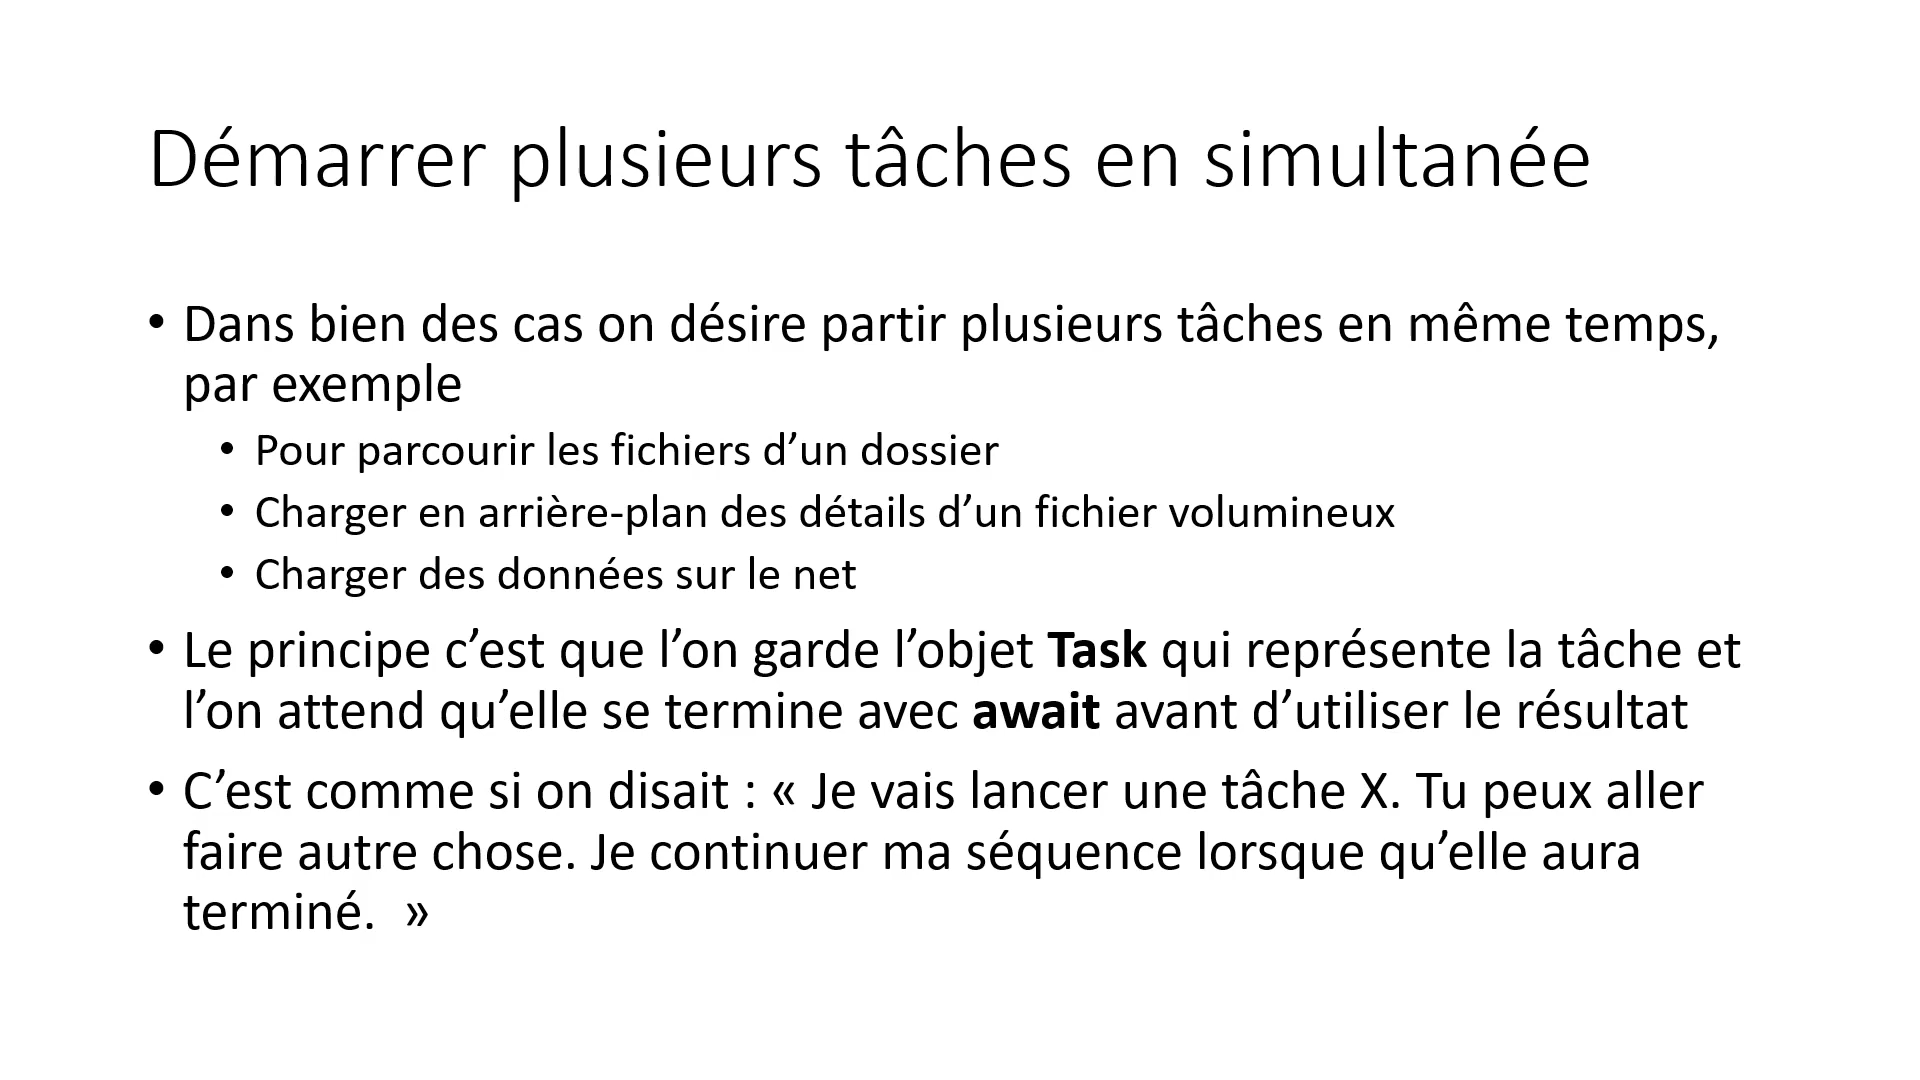 Démarrer plusieurs tâches en simultanée
• Dans bien des cas on désire partir plusieurs tâches en même temps,
par exemple
• Pour parcourir les fichiers d’un dossier
• Charger en arrière-plan des détails d’un fichier volumineux
• Charger des données sur le net
• Le principe c’est que l’on garde l’objet Task qui représente la tâche et
l’on attend qu’elle se termine avec await avant d’utiliser le résultat
• C’est comme si on disait : « Je vais lancer une tâche X. Tu peux aller
faire autre chose. Je continuer ma séquence lorsque qu’elle aura
terminé.  »